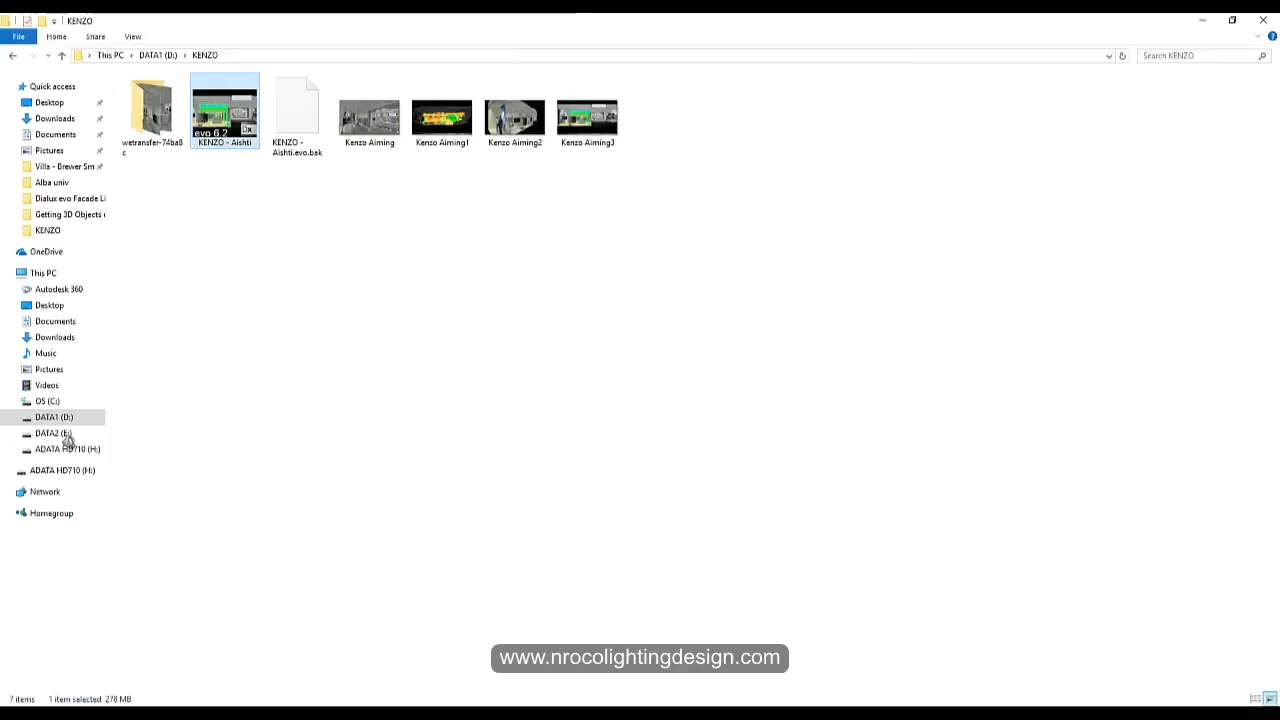 KENZO
File Home Share View
This PC DATA1 (D:) KENZO
Search KENZO
Quick access
Desktop
Downloads
Documents
Pictures
Villa - Brewer Sm
Alba univ
Dialux evo Facade Li
Getting 3D Objects
KENZO
OneDrive
This PC
Autodesk 360
Desktop
Documents
Downloads
Music
Pictures
Videos
OS (C:)
DATA1 (D:)
DATA2 (E:)
ADATA HD710 (H:)
ADATA HD710 (H:)
Network
Homegroup
wetransfer-74ba8
c
evo 6.2 Dx
KENZO - Aishti
KENZO -
Aishti.evo.bak
Kenzo Aiming
Kenzo Aiming1
Kenzo Aiming2
Kenzo Aiming3
www.nrocolightingdesign.com
7 items 1 item selected 278 MB